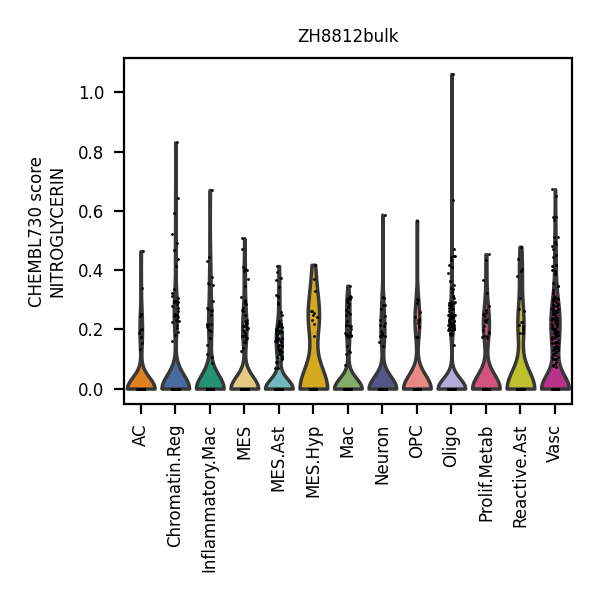 ZH8812bulk
CHEMBL730 score
NITROGLYCERIN
1.0
0.8
0.6
0.4
0.2
0.0
AC
Chromatin.Reg
Inflammatory.Mac
MES
MES.Ast
MES.Hyp
Mac
Neuron
OPC
Oligo
Prolif.Metab
Reactive.Ast
Vasc